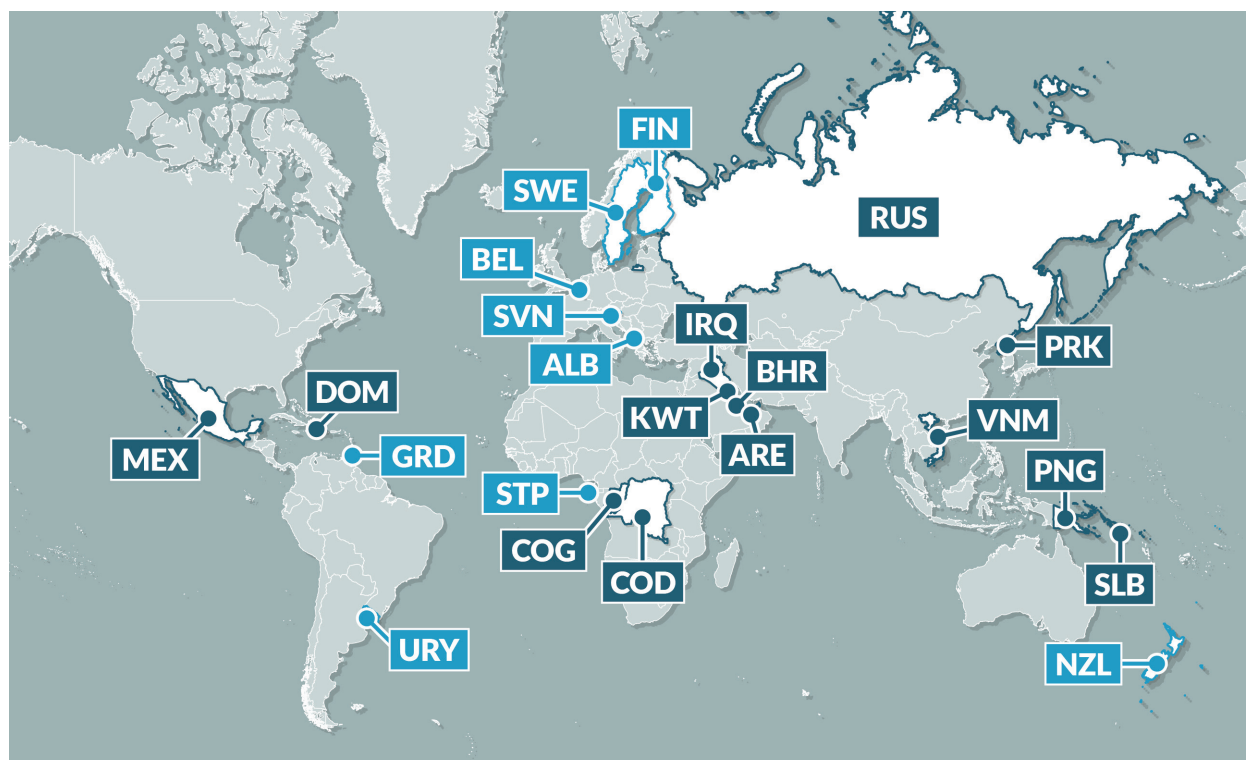 FIN
SWE
RUS
BEL
SVN
IRQ
PRK
ALB
BHR
DOM
KWT
VNM
MEX
GRD
ARE
PNG
STP
COG
COD
SLB
URY
NZL